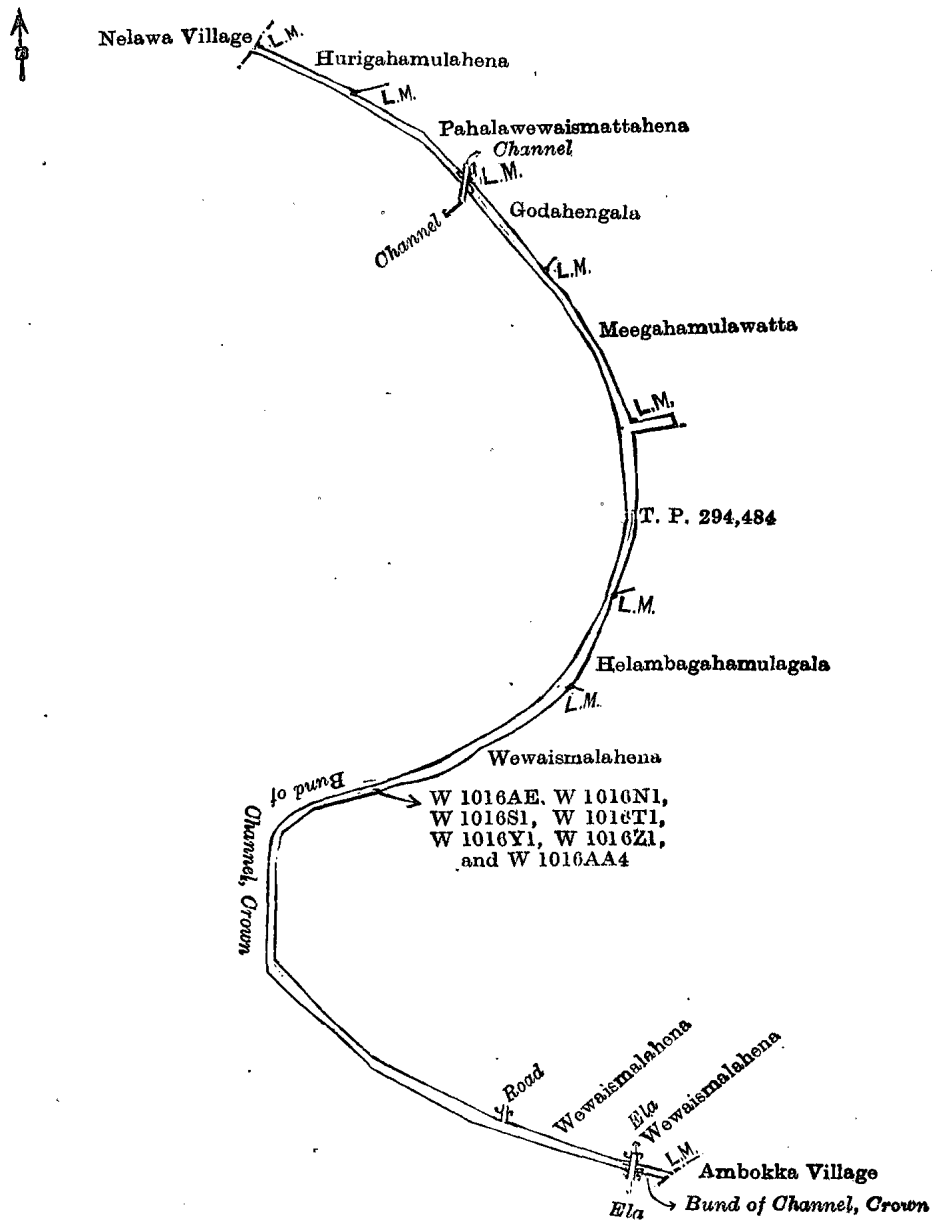 Nelawa Village
L.M.
Hurigahamulahena
L.M.
Pahalawewaismattahena
Channel
L.M.
Godahengala
Channel
L.M.
Meegahamulawatta
L.M.
T. P. 294,484
L.M.
Helambagahamulagala
L.M.
Wewaismalahena
Bund of
Channel, Crown
W 1016AE, W 1016N1,
W 1016S1, W 1016T1,
W 1016Y1, W 1016Z1,
and W 1016AA4
Road
Wewaismalahena
Ela
Wewaismalahena
L.M.
Ambokka Village
Ela
Bund of Channel, Crown